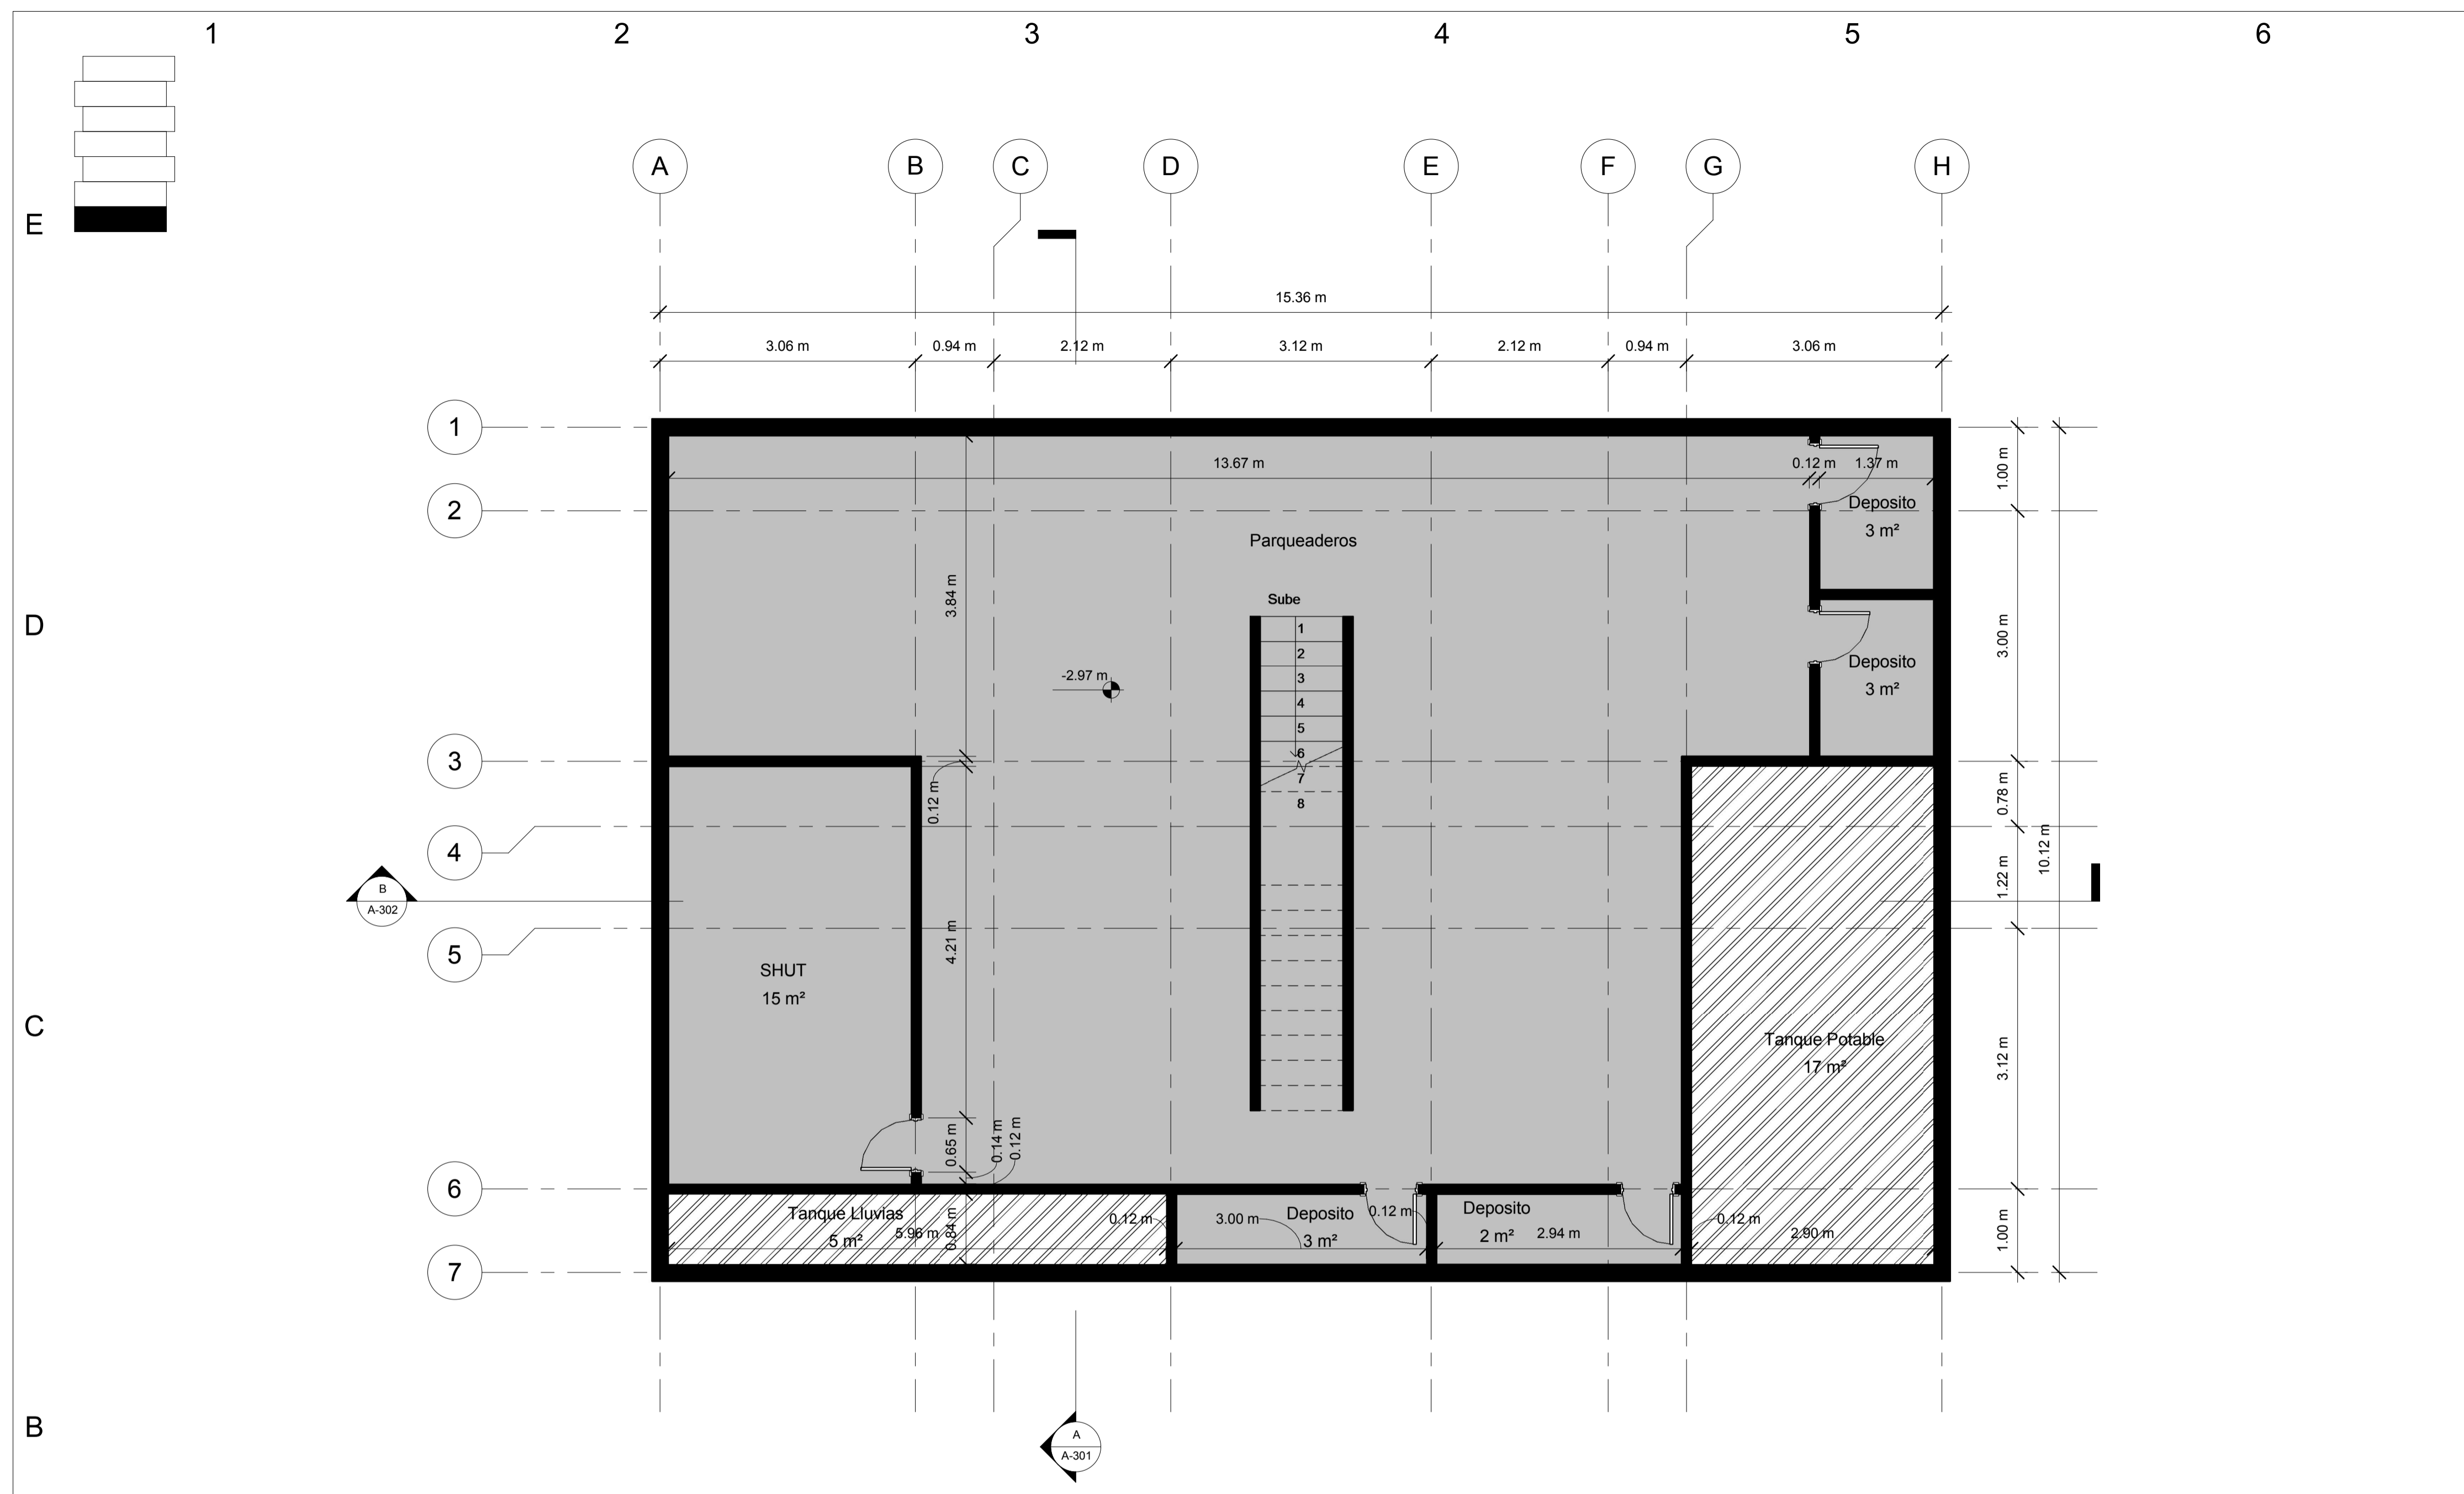 1 2 3 4 5 6
A B C D E F G H
E
15.36 m
3.06 m 0.94 m 2.12 m 3.12 m 2.12 m 0.94 m 3.06 m
1
13.67 m 0.12 m 1.37 m
1.00 m
2
Deposito
3 m²
Parqueaderos
3.84 m
Sube
D
3.00 m
1
2
3
4
5
6
7
8
-2.97 m
Deposito
3 m²
3
0.12 m
0.78 m
4
10.12 m
B
A-302
1.22 m
5
4.21 m
SHUT
15 m²
C
Tanque Potable
17 m²
3.12 m
0.65 m
0.14 m
0.12 m
6
Tanque Lluvias
5 m²
5.96 m
0.84 m
0.12 m
3.00 m
Deposito
3 m²
0.12 m
Deposito
2 m²
2.94 m
0.12 m
2.90 m
1.00 m
7
B
A
A-301